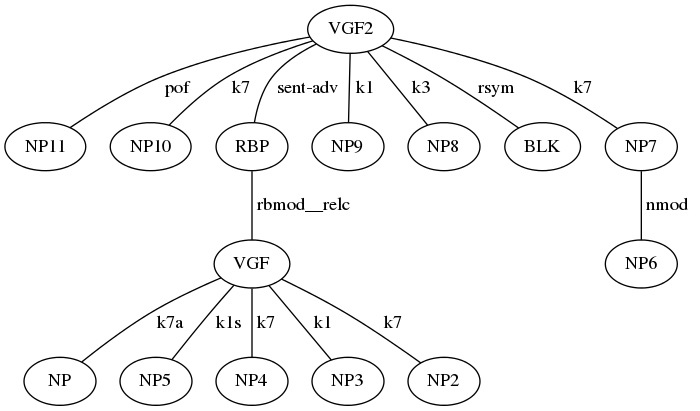 VGF2
pof k7 sent-adv k1 k3 rsym k7
NP11 NP10 RBP NP9 NP8 BLK NP7
rbmod__relc nmod
VGF NP6
k7a k1s k7 k1 k7
NP NP5 NP4 NP3 NP2